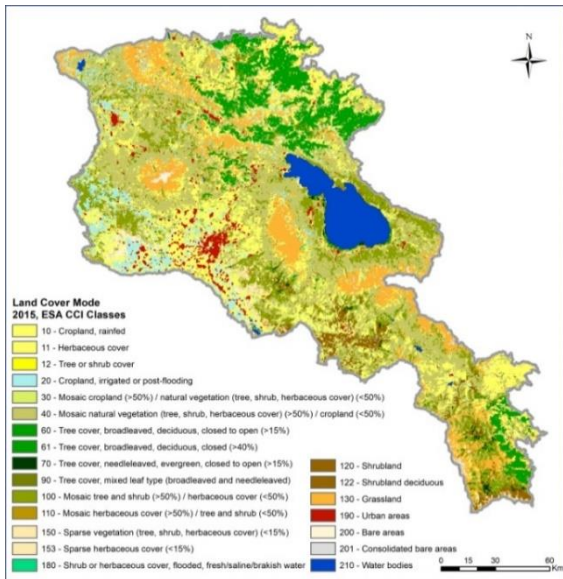 N
Land Cover Mode
2015, ESA CCI Classes
10 - Cropland, rainfed
11 - Herbaceous cover
12 - Tree or shrub cover
20 - Cropland, irrigated or post-flooding
30 - Mosaic cropland (>50%) / natural vegetation (tree, shrub, herbaceous cover) (<50%)
40 - Mosaic natural vegetation (tree, shrub, herbaceous cover) (>50%) / cropland (<50%)
60 - Tree cover, broadleaved, deciduous, closed to open (>15%)
61 - Tree cover, broadleaved, deciduous, closed (>40%)
70 - Tree cover, needleleaved, evergreen, closed to open (>15%)
90 - Tree cover, mixed leaf type (broadleaved and needleleaved)
100 - Mosaic tree and shrub (>50%) / herbaceous cover (<50%)
110 - Mosaic herbaceous cover (>50%) / tree and shrub (<50%)
150 - Sparse vegetation (tree, shrub, herbaceous cover) (<15%)
153 - Sparse herbaceous cover (<15%)
180 - Shrub or herbaceous cover, flooded, fresh/saline/brakish water
120 - Shrubland
122 - Shrubland deciduous
130 - Grassland
190 - Urban areas
200 - Bare areas
201 - Consolidated bare areas
210 - Water bodies
0 15 30 60
Km